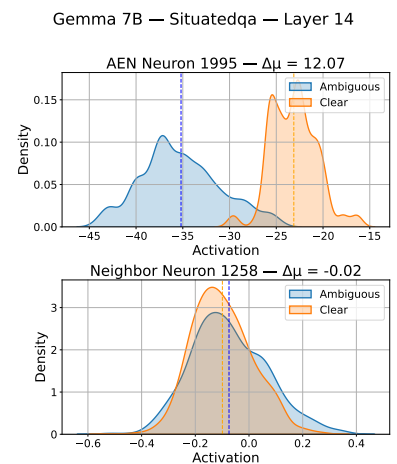 Gemma 7B — Situatedqa — Layer 14
AEN Neuron 1995 — Δμ = 12.07
Density
0.15
0.10
0.05
0.00
Ambiguous
Clear
−45 −40 −35 −30 −25 −20 −15
Activation
Neighbor Neuron 1258 — Δμ = -0.02
Density
3
2
1
0
Ambiguous
Clear
−0.6 −0.4 −0.2 0.0 0.2 0.4
Activation